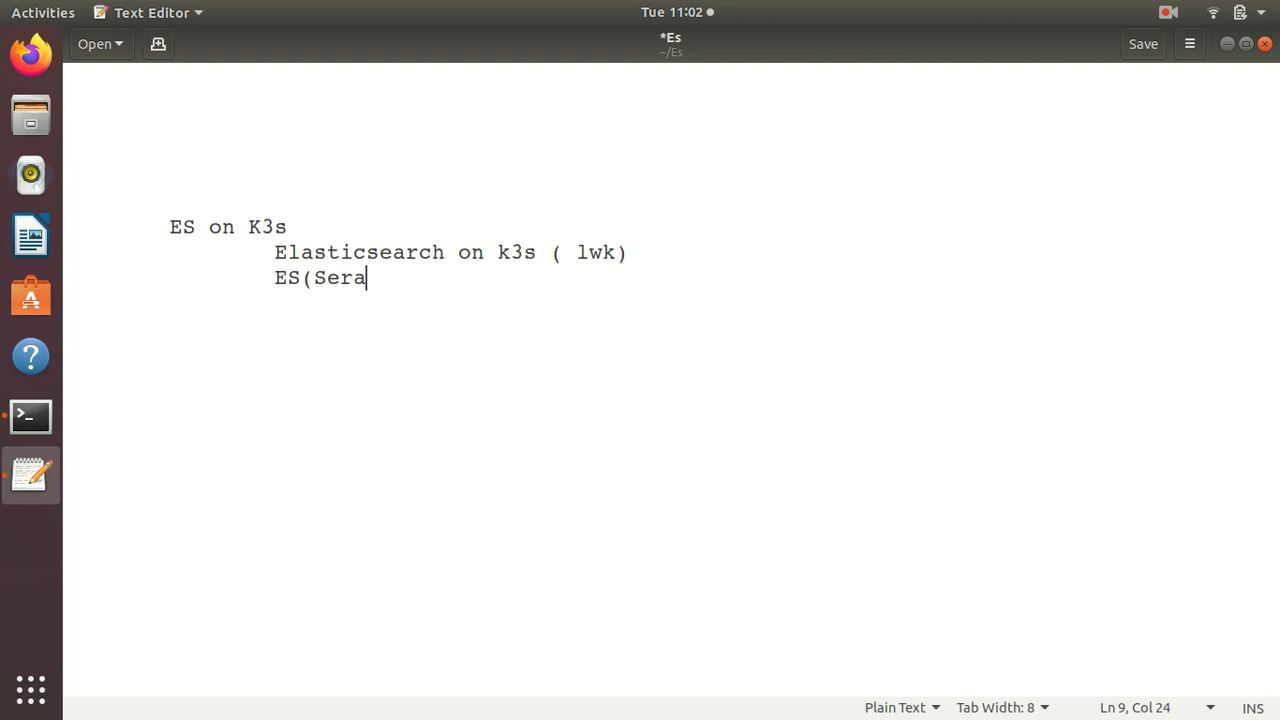 Activities Text Editor Tue 11:02
Open *Es Save
~/Es
ES on K3s
Elasticsearch on k3s ( lwk)
ES(Sera
Plain Text Tab Width: 8 Ln 9, Col 24 INS